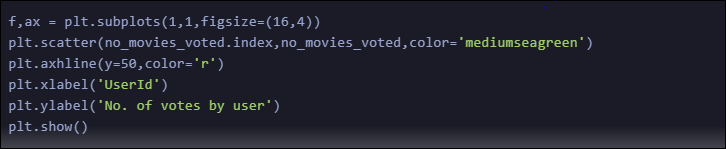 f,ax = plt.subplots(1,1,figsize=(16,4))
plt.scatter(no_movies_voted.index,no_movies_voted,color='mediumseagreen')
plt.axhline(y=50,color='r')
plt.xlabel('UserId')
plt.ylabel('No. of votes by user')
plt.show()